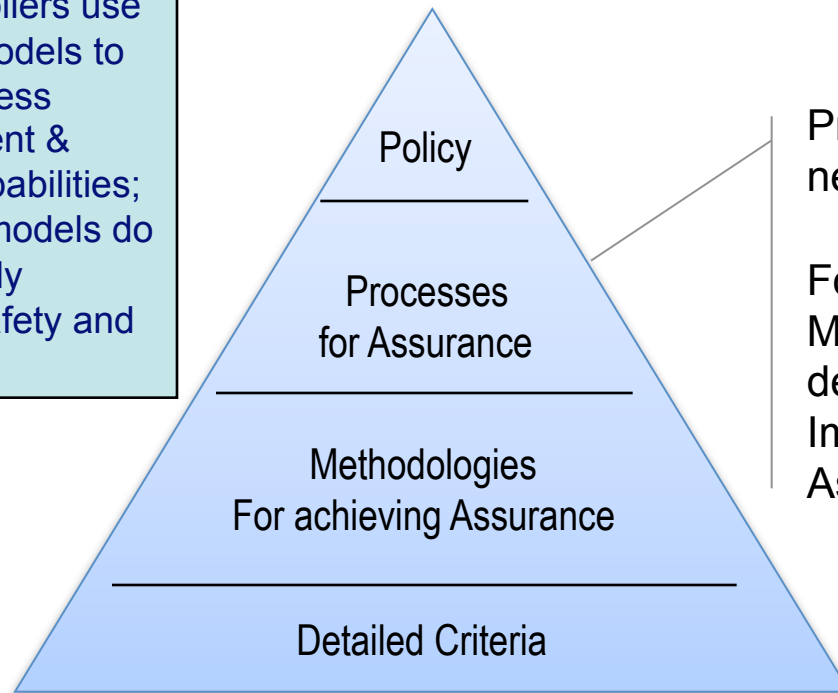 pliers use
odels to
ess
ent &
pabilities;
models do
ly
fety and
Policy
Processes
for Assurance
Methodologies
For achieving Assurance
Detailed Criteria
Pr
ne
Fo
M
de
In
As